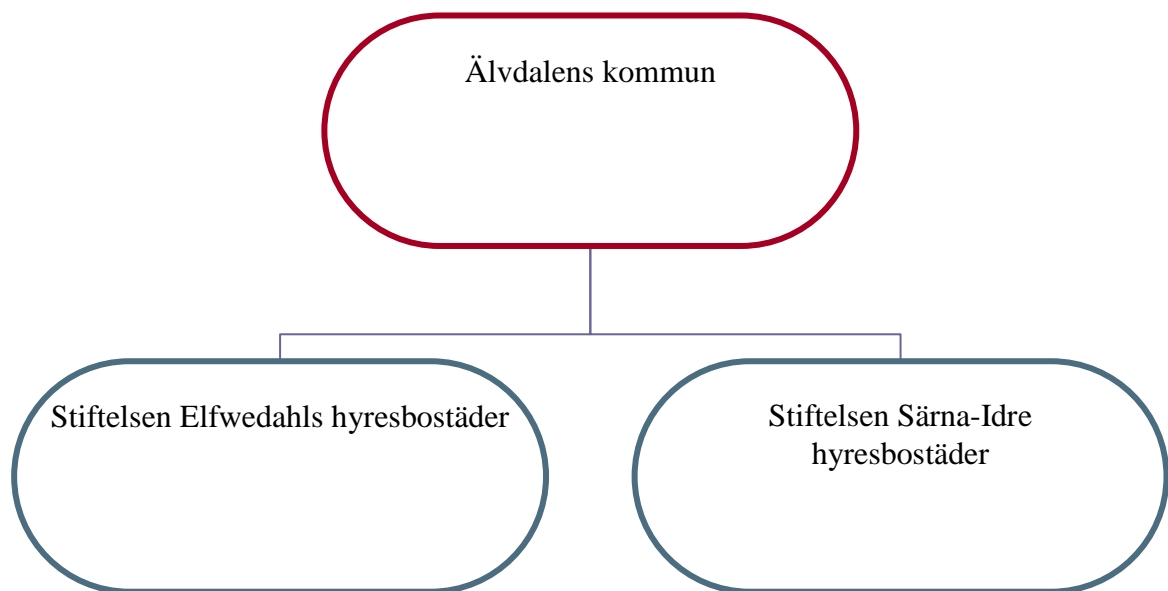 Älvdalens kommun
Stiftelsen Elfwedahls hyresbostäder
Stiftelsen Särna-Idre
hyresbostäder